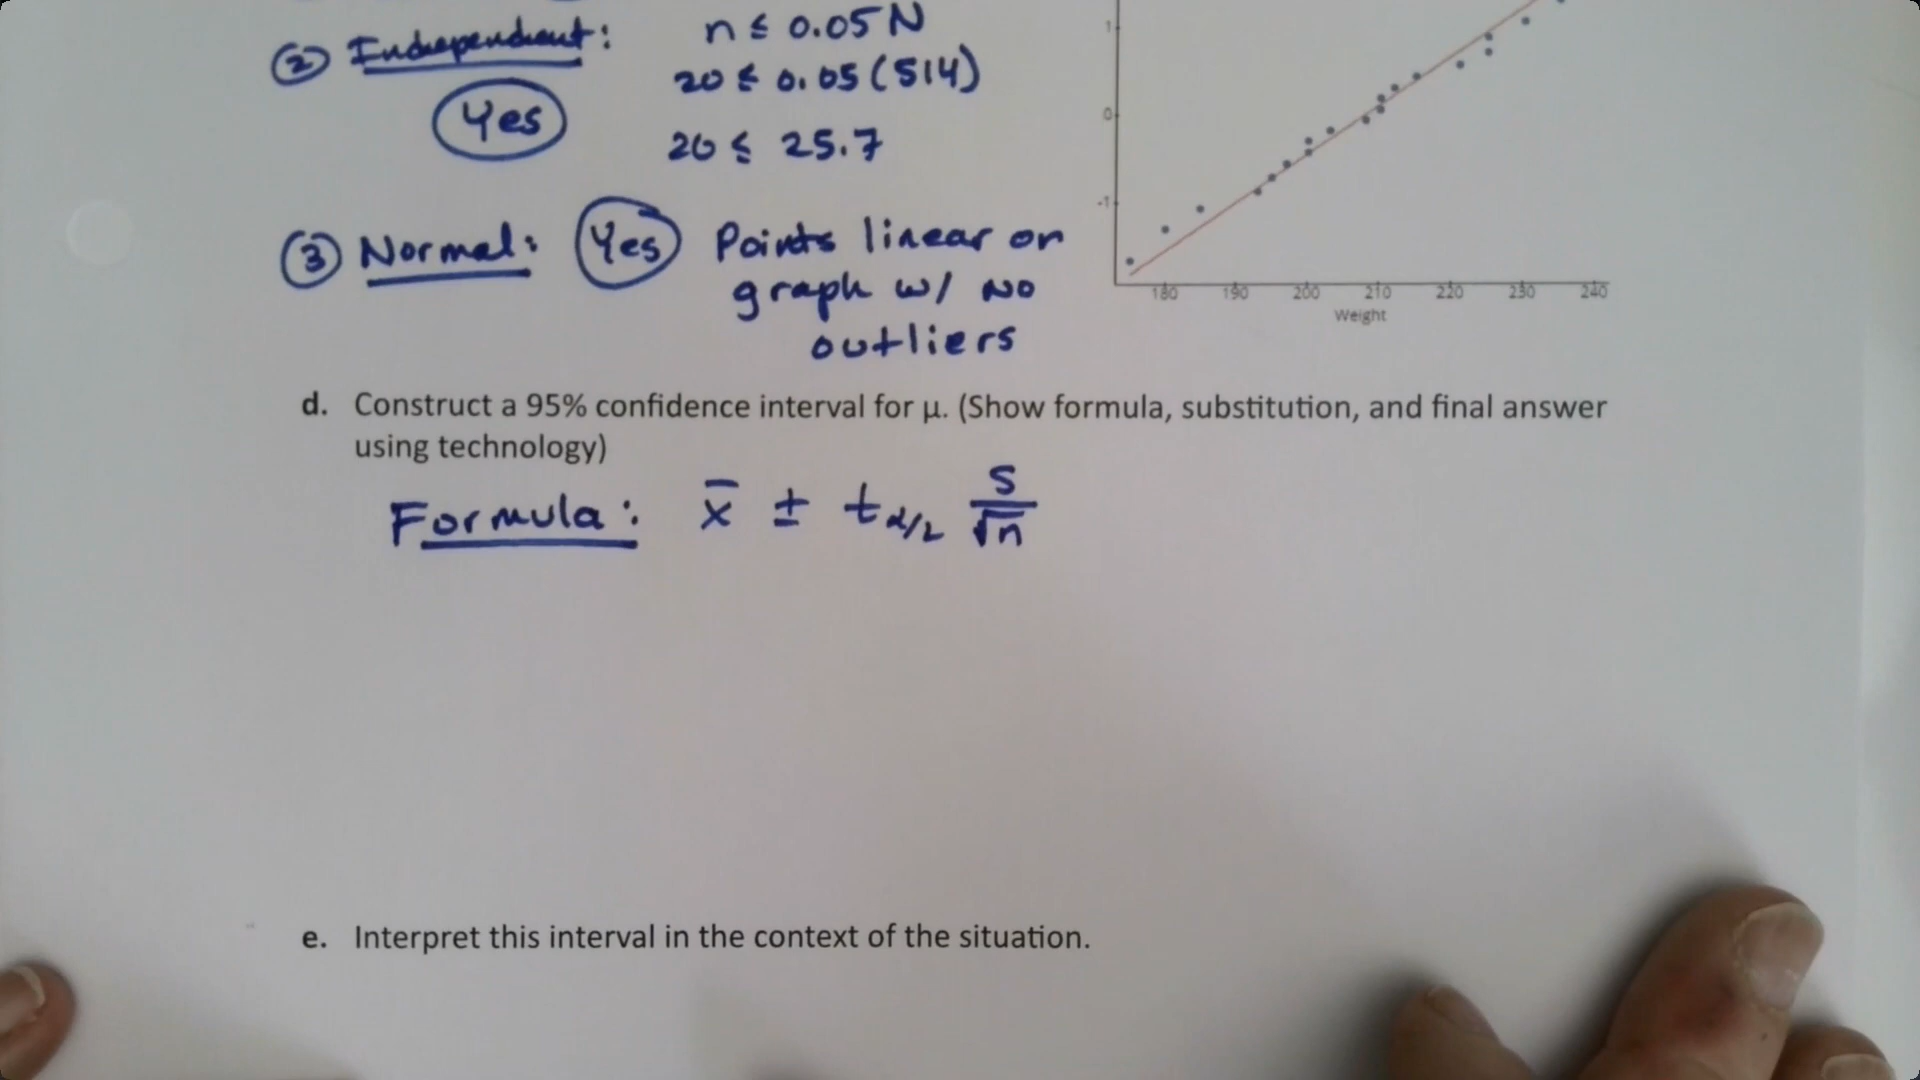 ② Independent:
n ≤ 0.05N
20 ≤ 0.05(514)
Yes
20 ≤ 25.7
③ Normal: Yes Points linear on
graph w/ No
outliers
1
0
-1
180 190 200 210 220 230 240
Weight
d. Construct a 95% confidence interval for μ. (Show formula, substitution, and final answer
using technology)
Formula: x̄ ± t α/2 s/√n
e. Interpret this interval in the context of the situation.